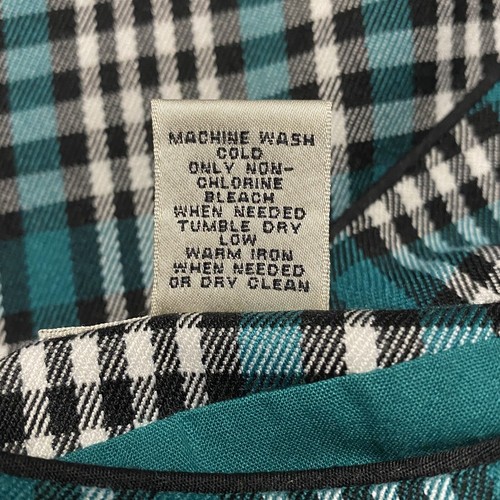 MACHINE WASH
COLD
ONLY NON-
CHLORINE
BLEACH
WHEN NEEDED
TUMBLE DRY
LOW
WARM IRON
WHEN NEEDED
OR DRY CLEAN